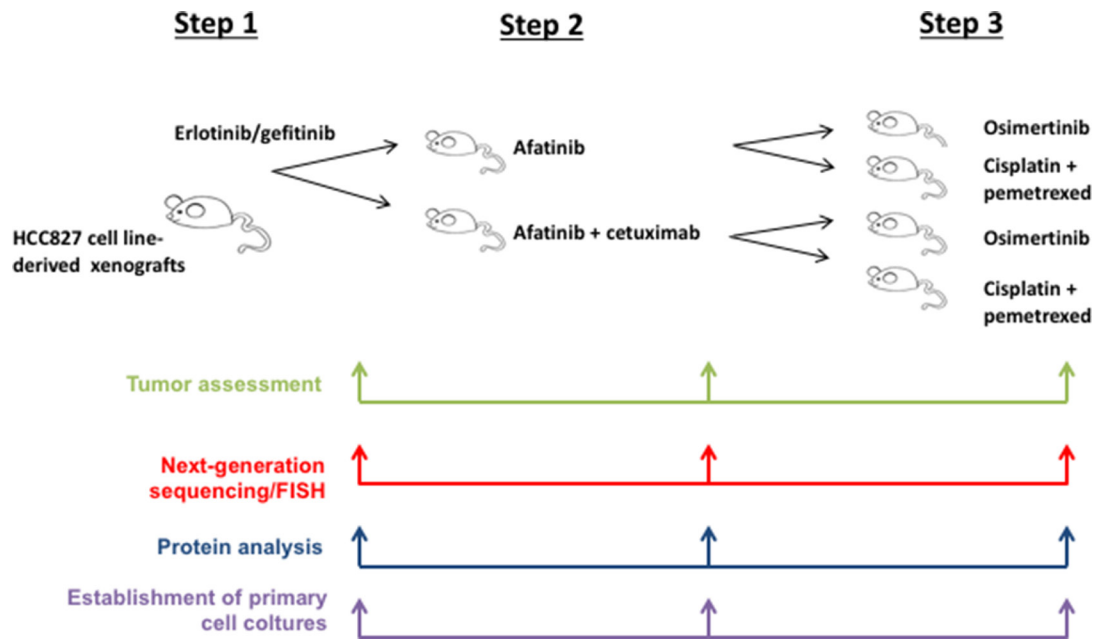 Step 1
Step 2
Step 3
Erlotinib/gefitinib
HCC827 cell line-
derived xenografts
Afatinib
Afatinib + cetuximab
Osimertinib
Cisplatin +
pemetrexed
Osimertinib
Cisplatin +
pemetrexed
Tumor assessment
Next-generation
sequencing/FISH
Protein analysis
Establishment of primary
cell coltures